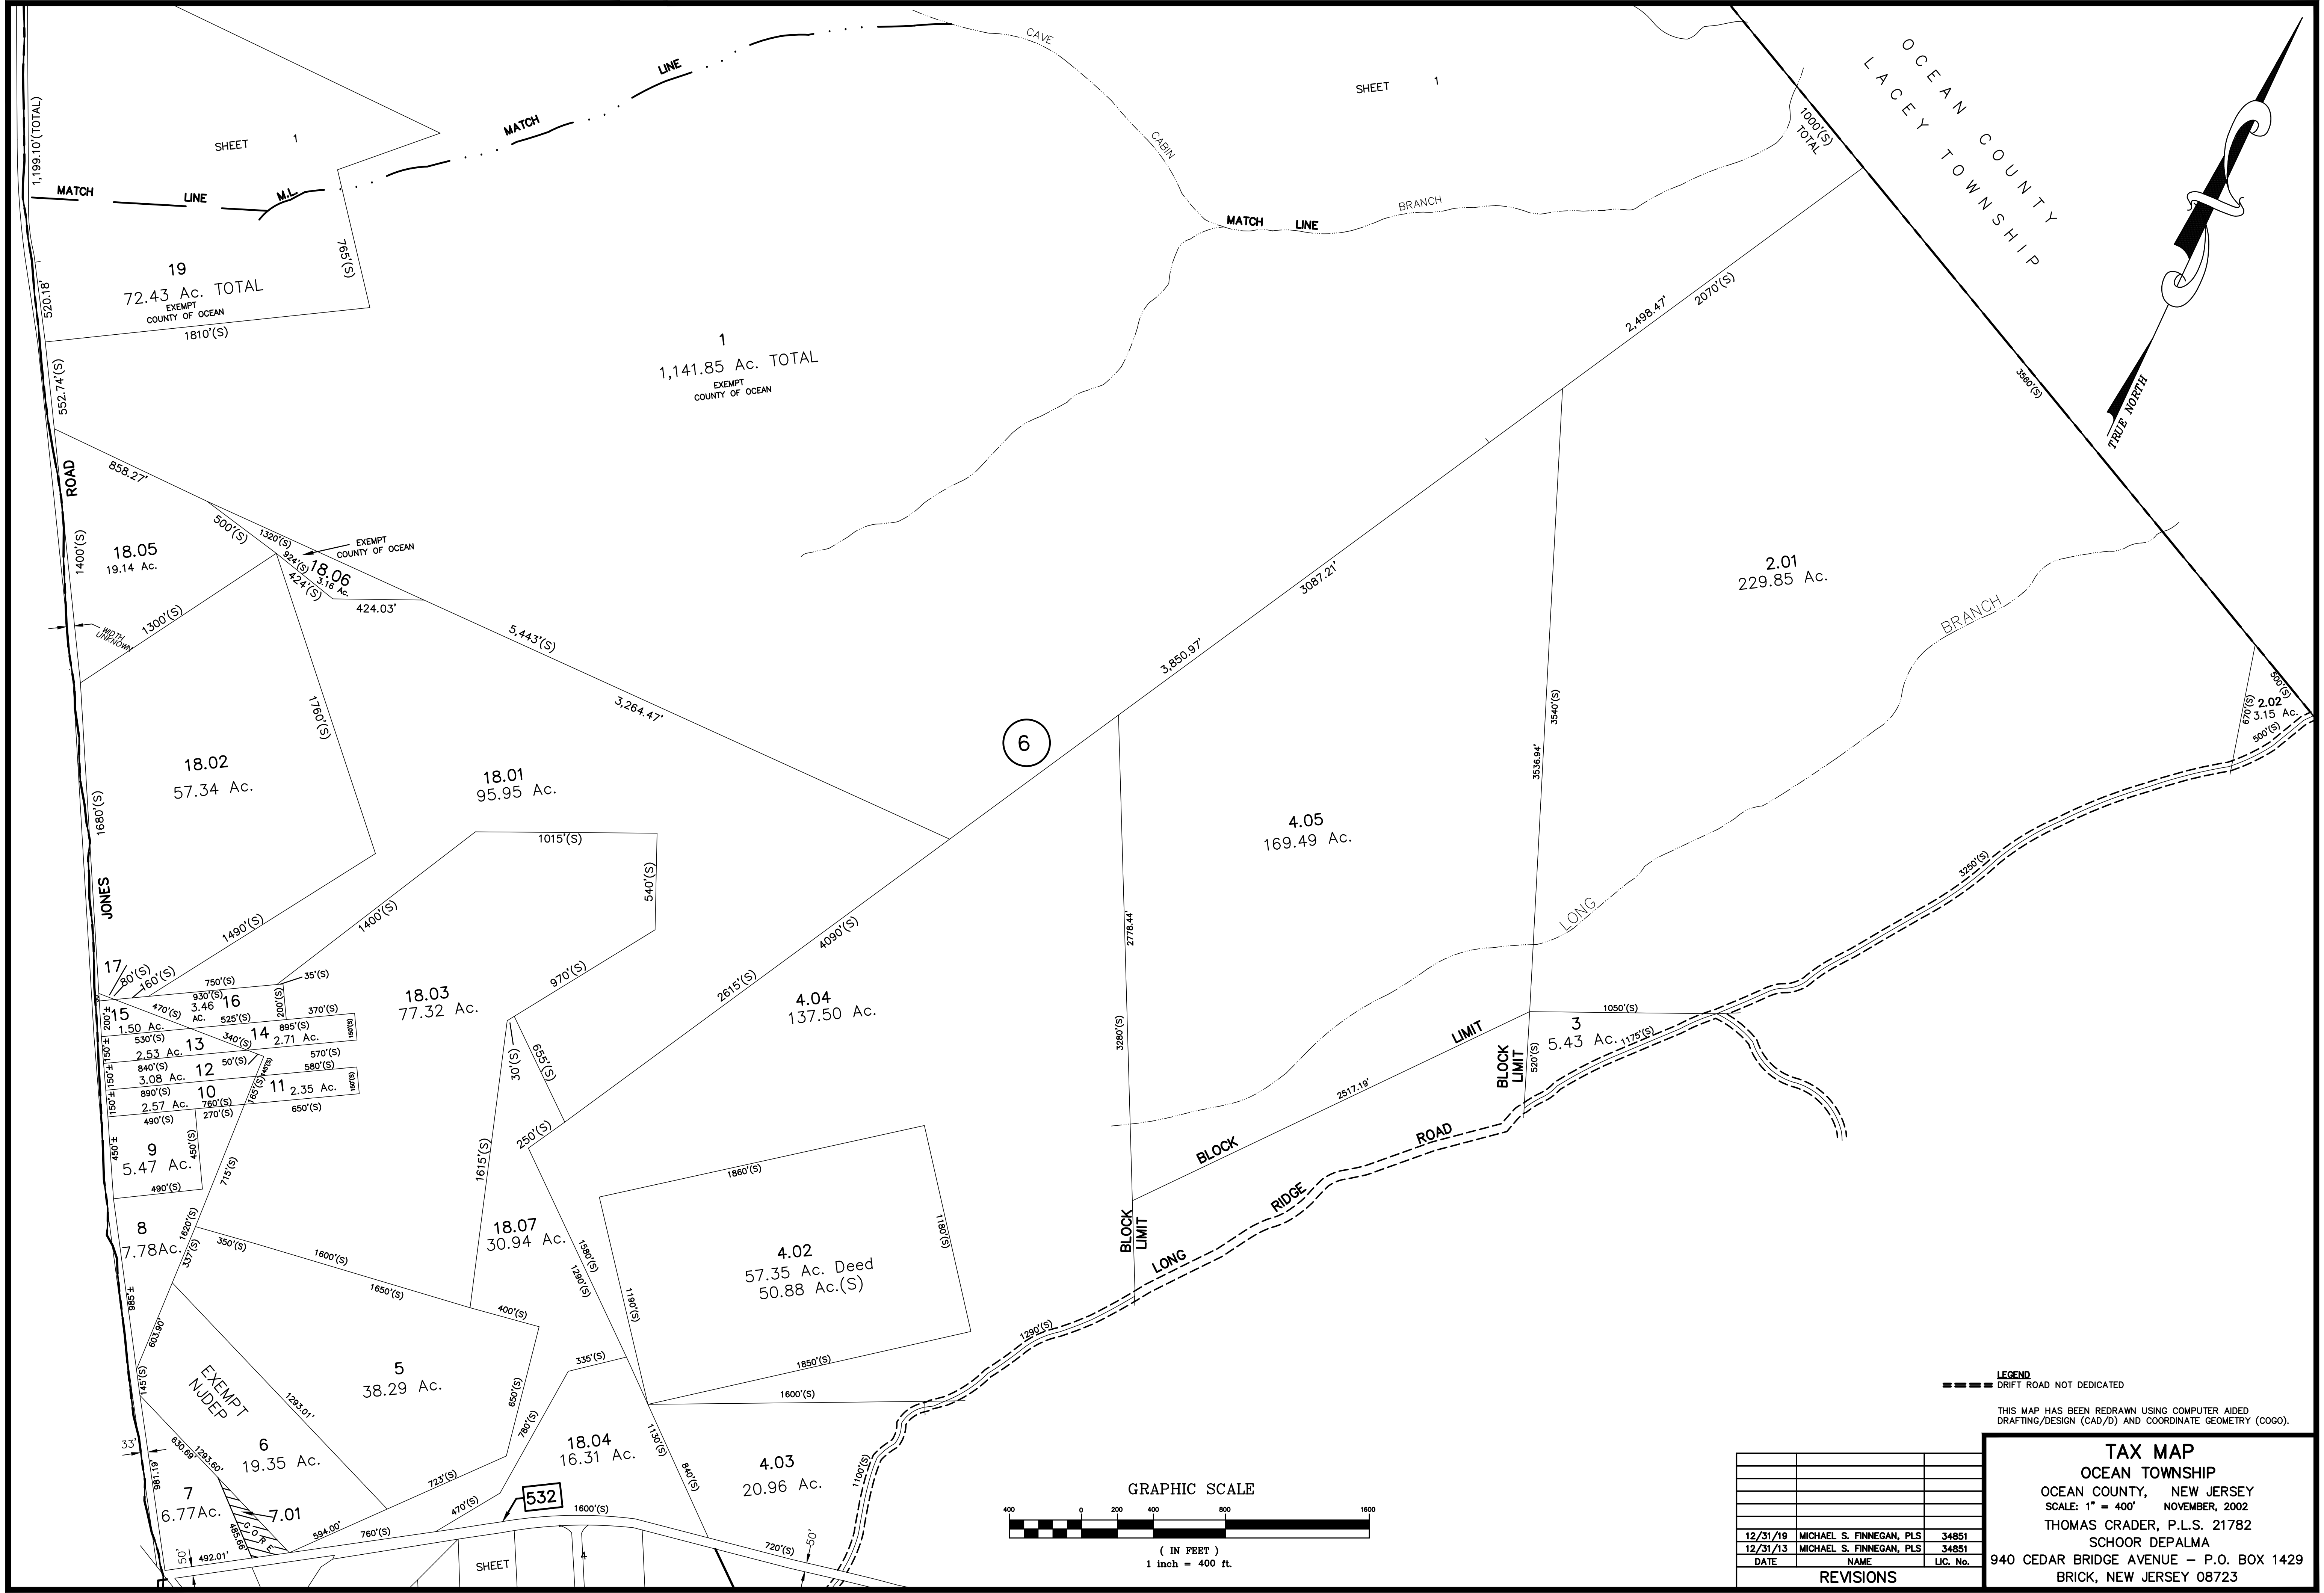 CAVE
CABIN
BRANCH
SHEET 1
SHEET 1
MATCH LINE
MATCH LINE M.L.
MATCH LINE
1,199.10'(TOTAL)
1000'(S)
TOTAL
OCEAN COUNTY
LACEY TOWNSHIP
TRUE NORTH
765'(S)
19
72.43 Ac. TOTAL
EXEMPT
COUNTY OF OCEAN
520.18'
1810'(S)
552.74'(S)
1
1,141.85 Ac. TOTAL
EXEMPT
COUNTY OF OCEAN
2,498.47'
2070'(S)
3560'(S)
ROAD
858.27'
500'(S)
1320'(S)
EXEMPT
COUNTY OF OCEAN
924'(S)
18.06
3.16 Ac.
424'(S)
424.03'
18.05
19.14 Ac.
1400'(S)
1300'(S)
WIDTH
UNKNOWN
5,443'(S)
3,264.47'
3087.21'
3,850.97'
2.01
229.85 Ac.
BRANCH
1760'(S)
18.02
57.34 Ac.
1680'(S)
18.01
95.95 Ac.
6
3540'(S)
3536.94'
500'(S)
670'(S)
2.02
3.15 Ac.
500'(S)
1015'(S)
540'(S)
4.05
169.49 Ac.
3250'(S)
JONES
1490'(S)
1400'(S)
4090'(S)
2778.44'
LONG
17
80'(S)
160'(S)
750'(S)
35'(S)
930'(S)
3.46
AC.
16
200'(S)
470'(S)
525'(S)
370'(S)
970'(S)
2615'(S)
18.03
77.32 Ac.
4.04
137.50 Ac.
200'±
15
1.50 Ac.
530'(S)
895'(S)
14
2.71 Ac.
150'(S)
340'(S)
150'±
2.53 Ac.
13
50'(S)
570'(S)
840'(S)
12
3.08 Ac.
580'(S)
150'±
890'(S)
10
165'(S)
11
2.35 Ac.
150'(S)
150'±
2.57 Ac.
760'(S)
270'(S)
650'(S)
490'(S)
30'(S)
655'(S)
3280'(S)
LIMIT
1050'(S)
3
5.43 Ac.
1175'(S)
520'(S)
BLOCK
LIMIT
2517.19'
450'±
450'(S)
9
5.47 Ac.
490'(S)
715'(S)
250'(S)
1615'(S)
1860'(S)
BLOCK
ROAD
RIDGE
8
7.78Ac.
1620'(S)
337'(S)
350'(S)
1600'(S)
1650'(S)
400'(S)
18.07
30.94 Ac.
1580'(S)
1290'(S)
1180'(S)
4.02
57.35 Ac. Deed
50.88 Ac.(S)
BLOCK
LIMIT
LONG
985'±
603.90'
1190'(S)
1290'(S)
145'(S)
EXEMPT
NJDEP
1293.01'
5
38.29 Ac.
650'(S)
335'(S)
1850'(S)
1600'(S)
33'
630.69'
1293.60'
6
19.35 Ac.
780'(S)
18.04
16.31 Ac.
1130'(S)
840'(S)
4.03
20.96 Ac.
1100'(S)
981.19'
7
6.77Ac.
7.01
GORE
485.66'
594.00'
723'(S)
470'(S)
532
1600'(S)
760'(S)
492.01'
50'
720'(S)
50'
SHEET 4
GRAPHIC SCALE
400 0 200 400 800 1600
( IN FEET )
1 inch = 400 ft.
LEGEND
DRIFT ROAD NOT DEDICATED
THIS MAP HAS BEEN REDRAWN USING COMPUTER AIDED
DRAFTING/DESIGN (CAD/D) AND COORDINATE GEOMETRY (COGO).
12/31/19 MICHAEL S. FINNEGAN, PLS 34851
12/31/13 MICHAEL S. FINNEGAN, PLS 34851
DATE NAME LIC. No.
REVISIONS
TAX MAP
OCEAN TOWNSHIP
OCEAN COUNTY, NEW JERSEY
SCALE: 1" = 400' NOVEMBER, 2002
THOMAS CRADER, P.L.S. 21782
SCHOOR DEPALMA
940 CEDAR BRIDGE AVENUE – P.O. BOX 1429
BRICK, NEW JERSEY 08723